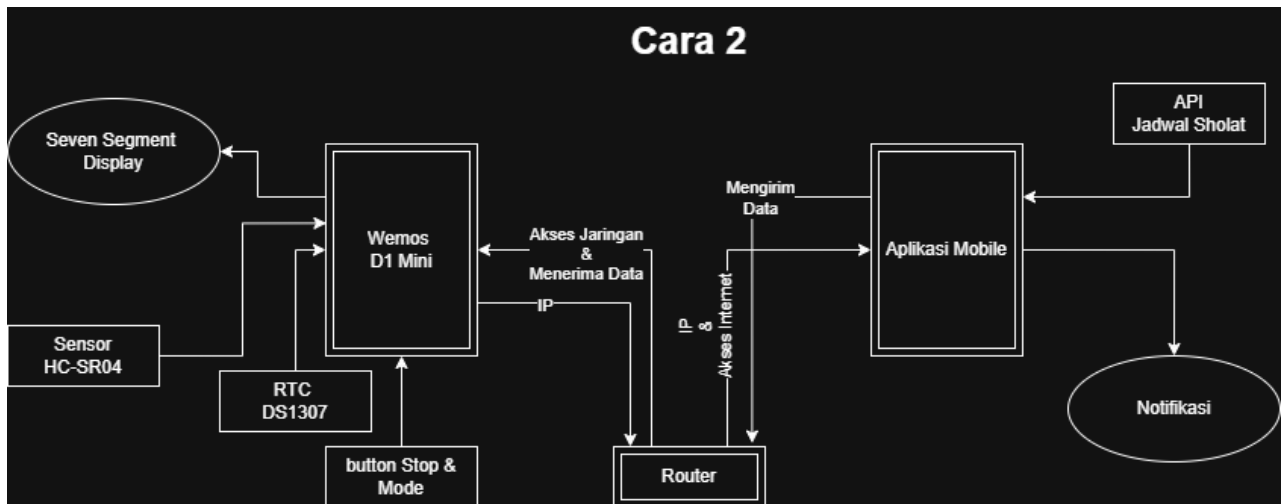 Cara 2
Seven Segment
Display
Wemos
D1 Mini
Sensor
HC-SR04
RTC
DS1307
button Stop &
Mode
Akses Jaringan
&
Menerima Data
IP
Router
Mengirim
Data
IP
&
Akses Internet
Aplikasi Mobile
API
Jadwal Sholat
Notifikasi